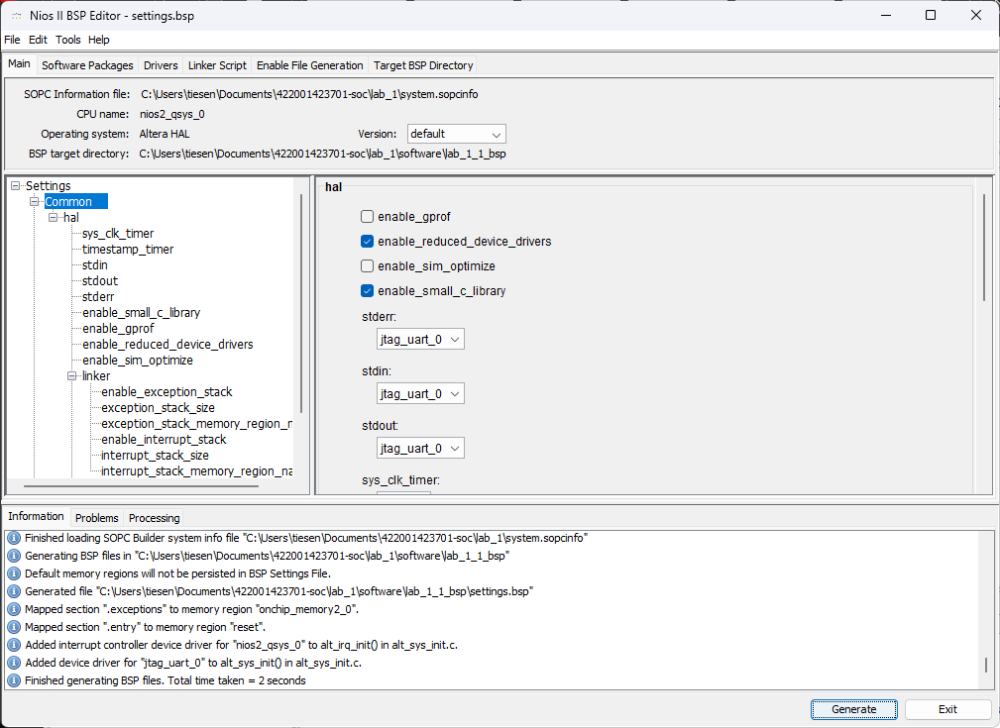 Nios II BSP Editor - settings.bsp
File Edit Tools Help
Main Software Packages Drivers Linker Script Enable File Generation Target BSP Directory
SOPC Information file: C:\Users\tiesen\Documents\422001423701-soc\lab_1\system.sopcinfo
CPU name: nios2_qsys_0
Operating system: Altera HAL Version: default
BSP target directory: C:\Users\tiesen\Documents\422001423701-soc\lab_1\software\lab_1_1_bsp
Settings
Common
hal
sys_clk_timer
timestamp_timer
stdin
stdout
stderr
enable_small_c_library
enable_gprof
enable_reduced_device_drivers
enable_sim_optimize
linker
enable_exception_stack
exception_stack_size
exception_stack_memory_region_n
enable_interrupt_stack
interrupt_stack_size
interrupt_stack_memory_region_na
hal
enable_gprof
enable_reduced_device_drivers
enable_sim_optimize
enable_small_c_library
stderr:
jtag_uart_0
stdin:
jtag_uart_0
stdout:
jtag_uart_0
sys_clk_timer:
Information Problems Processing
Finished loading SOPC Builder system info file "C:\Users\tiesen\Documents\422001423701-soc\lab_1\system.sopcinfo"
Generating BSP files in "C:\Users\tiesen\Documents\422001423701-soc\lab_1\software\lab_1_1_bsp"
Default memory regions will not be persisted in BSP Settings File.
Generated file "C:\Users\tiesen\Documents\422001423701-soc\lab_1\software\lab_1_1_bsp\settings.bsp"
Mapped section ".exceptions" to memory region "onchip_memory2_0".
Mapped section ".entry" to memory region "reset".
Added interrupt controller device driver for "nios2_qsys_0" to alt_irq_init() in alt_sys_init.c.
Added device driver for "jtag_uart_0" to alt_sys_init() in alt_sys_init.c.
Finished generating BSP files. Total time taken = 2 seconds
Generate Exit